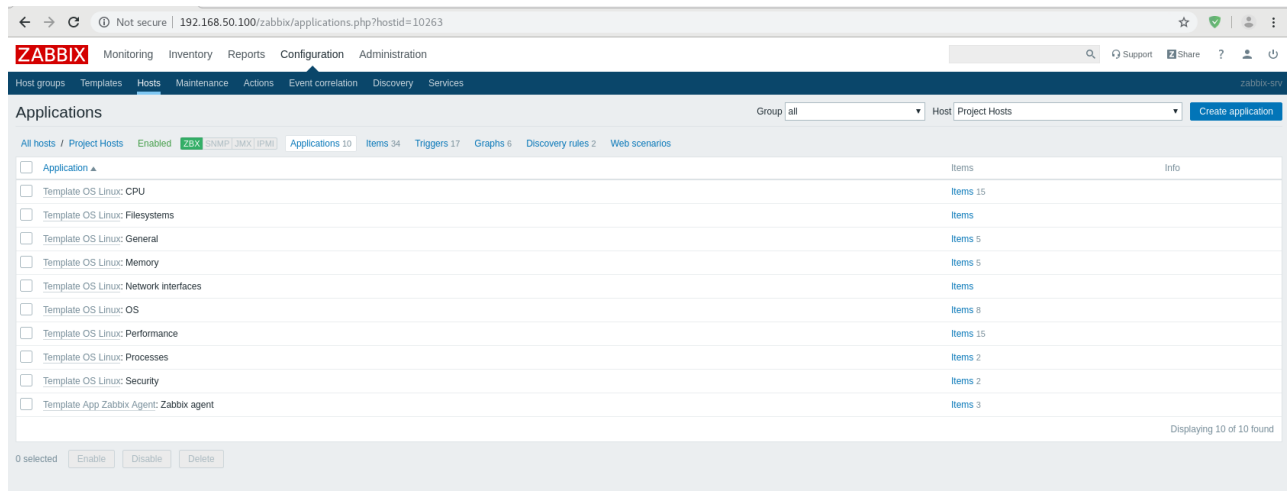 Not secure | 192.168.50.100/zabbix/applications.php?hostid=10263
ZABBIX Monitoring Inventory Reports Configuration Administration Support Z Share ?
Host groups Templates Hosts Maintenance Actions Event correlation Discovery Services zabbix-srv
Applications Group all Host Project Hosts Create application
All hosts / Project Hosts Enabled ZBX SNMP JMX IPMI Applications 10 Items 34 Triggers 17 Graphs 6 Discovery rules 2 Web scenarios
Application Items Info
Template OS Linux: CPU Items 15
Template OS Linux: Filesystems Items
Template OS Linux: General Items 5
Template OS Linux: Memory Items 5
Template OS Linux: Network interfaces Items
Template OS Linux: OS Items 8
Template OS Linux: Performance Items 15
Template OS Linux: Processes Items 2
Template OS Linux: Security Items 2
Template App Zabbix Agent: Zabbix agent Items 3
Displaying 10 of 10 found
0 selected Enable Disable Delete